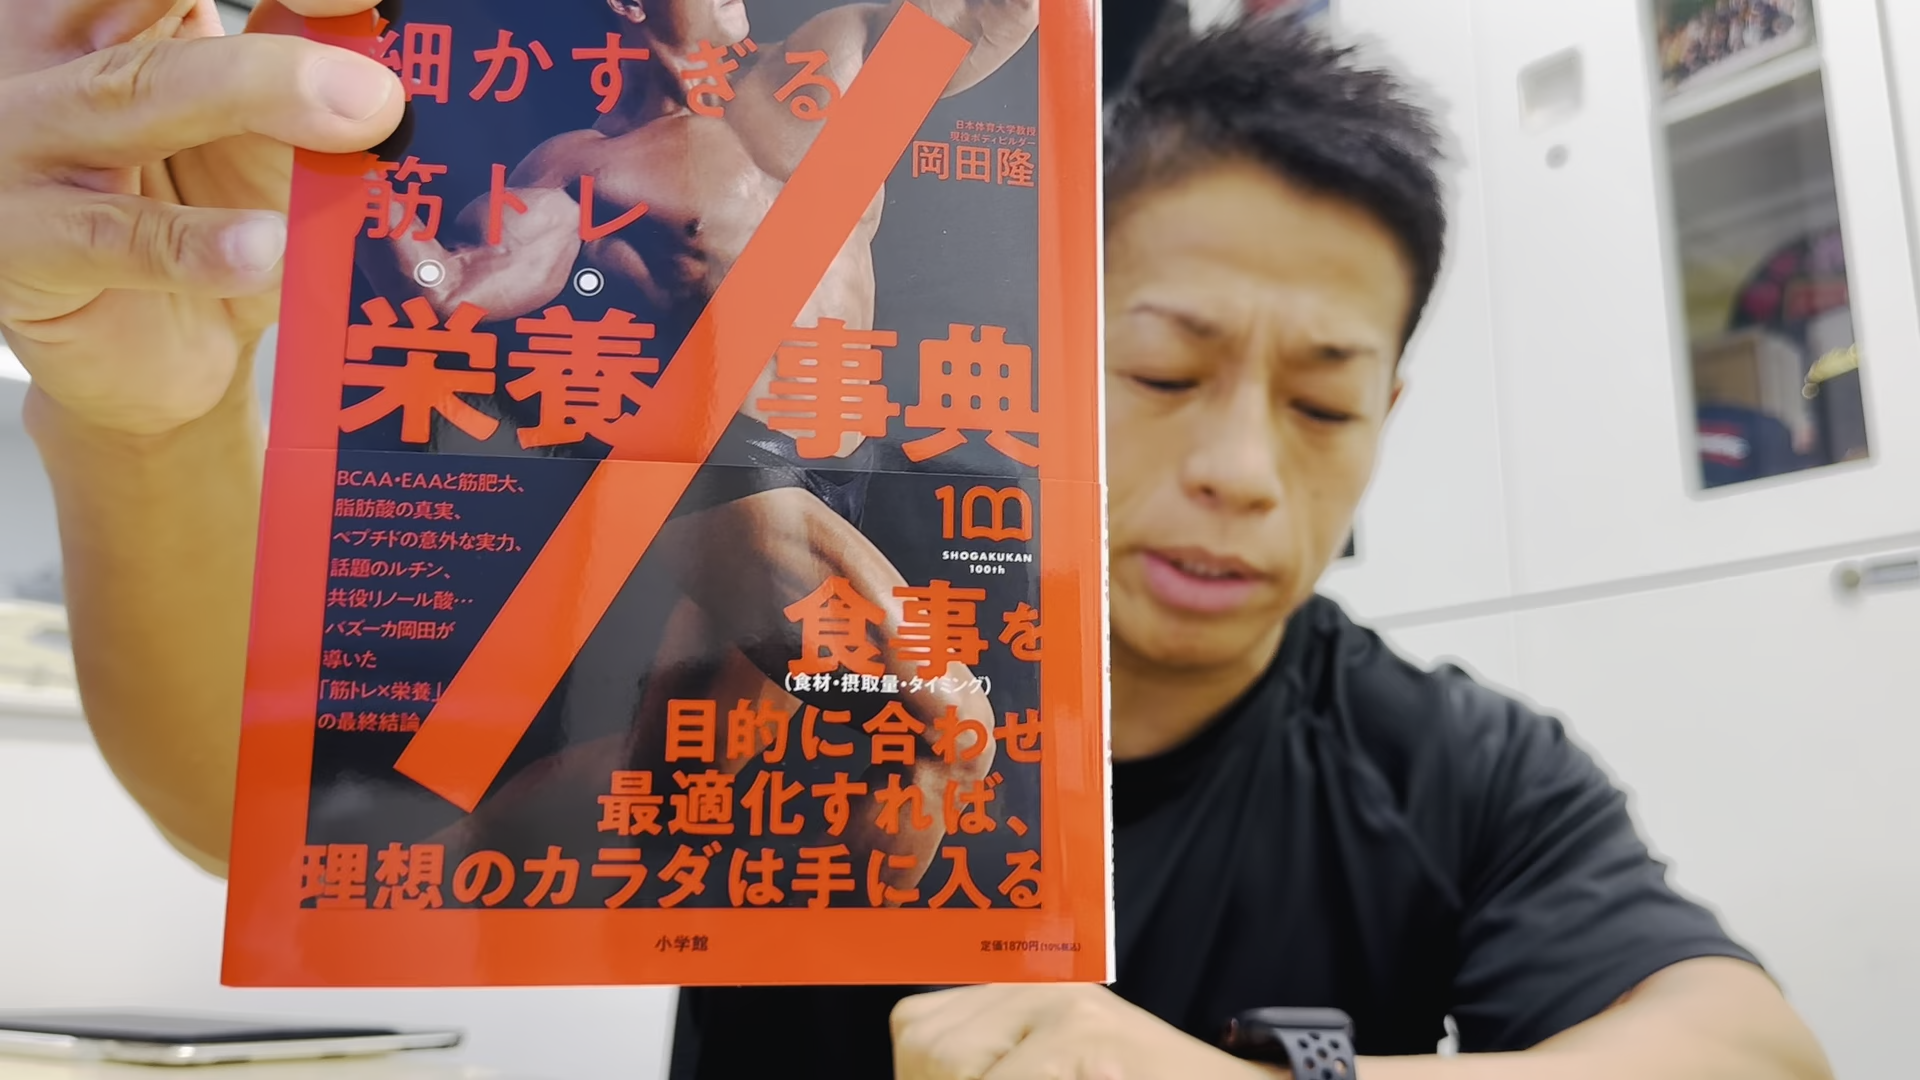 細かすぎる
筋トレ
栄養事典
日本体育大学教授
現役ボディビルダー
岡田隆
BCAA・EAAと筋肥大、
脂肪酸の真実、
ペプチドの意外な実力、
話題のルチン、
共役リノール酸…
バズーカ岡田が
導いた
「筋トレ×栄養」
の最終結論
100
SHOGAKUKAN
100th
食事を
(食材・摂取量・タイミング)
目的に合わせ
最適化すれば、
理想のカラダは手に入る
小学館
定価1870円(10%税込)